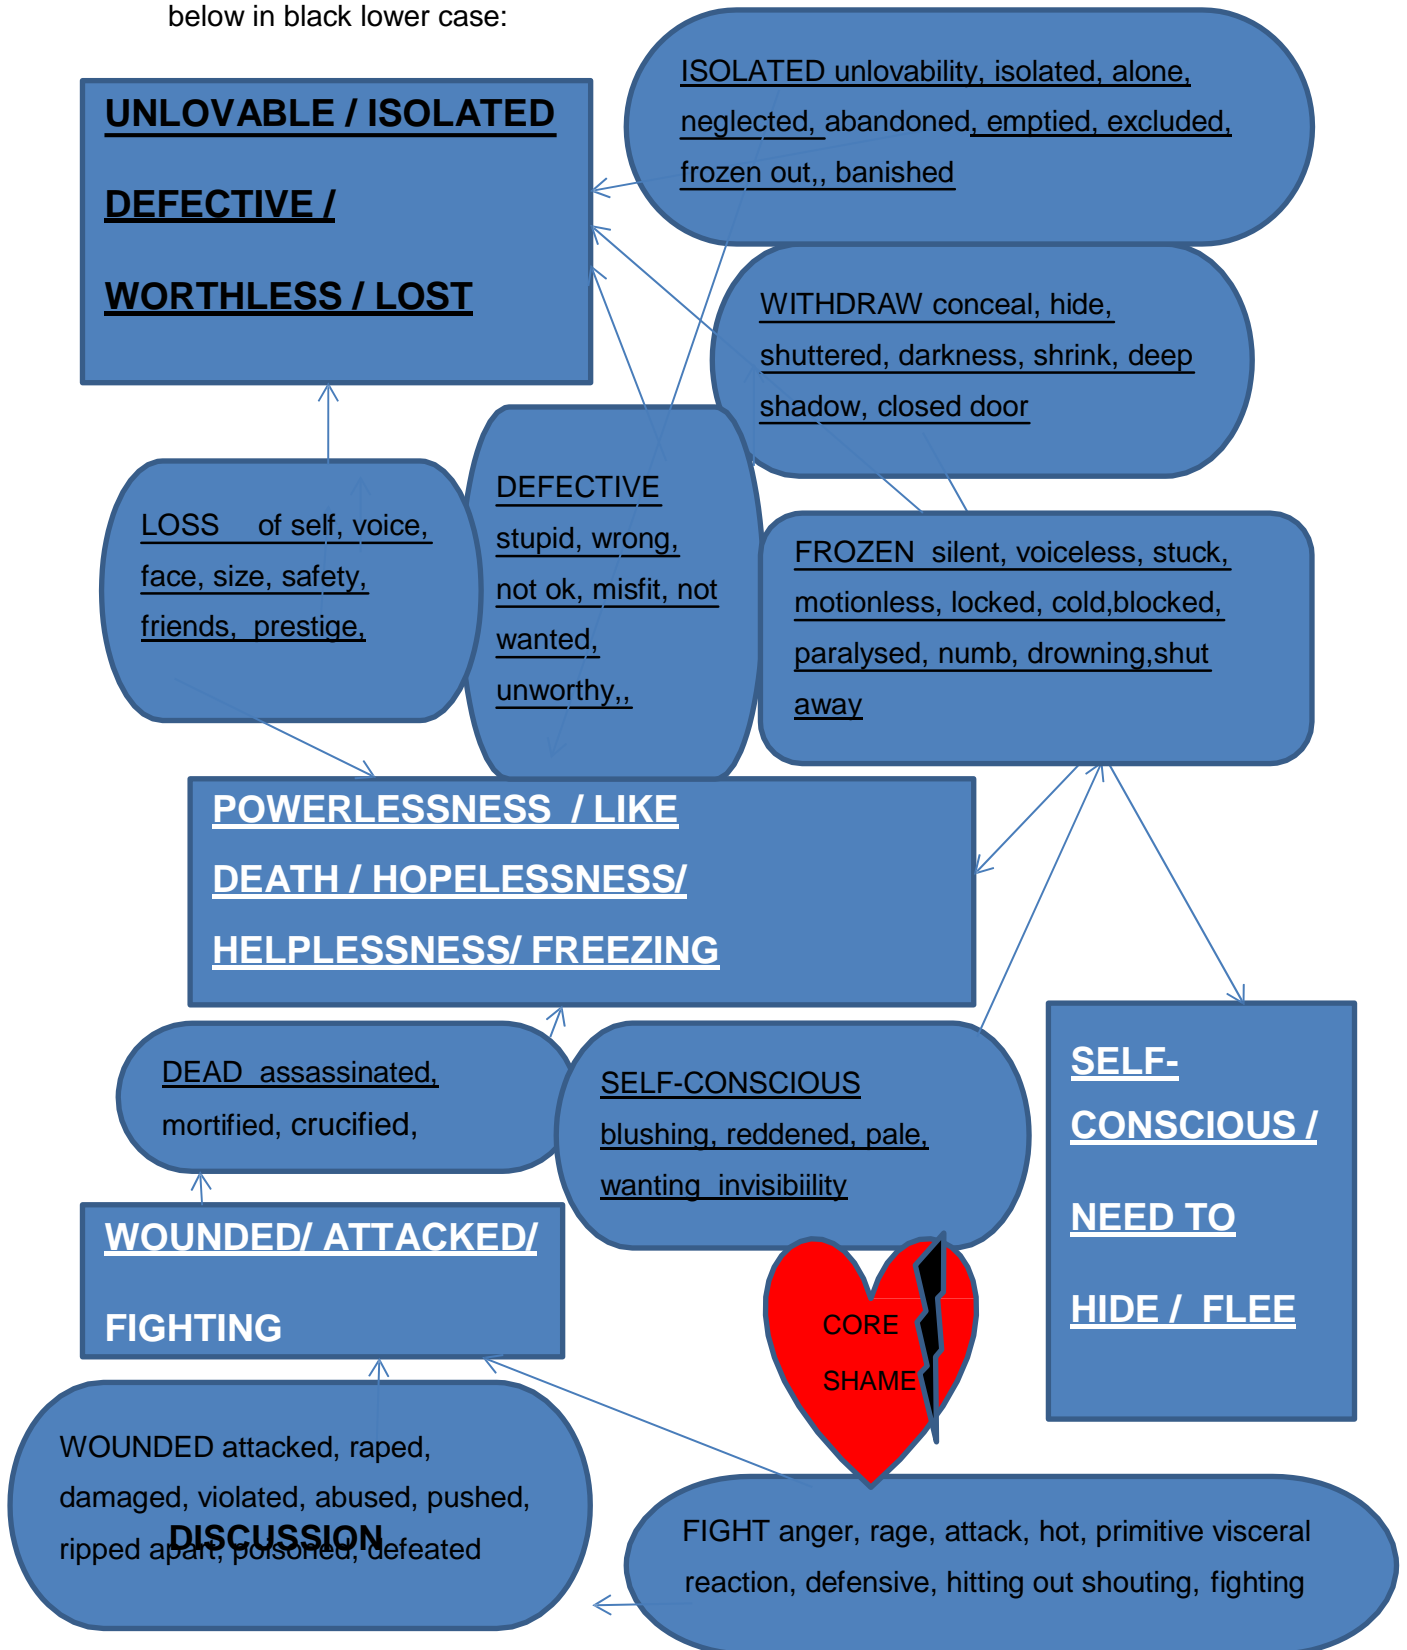 below in black lower case:
ISOLATED unlovability, isolated, alone,
neglected, abandoned, emptied, excluded,
frozen out,, banished
UNLOVABLE / ISOLATED
DEFECTIVE /
WORTHLESS / LOST
WITHDRAW conceal, hide,
shuttered, darkness, shrink, deep
shadow, closed door
LOSS of self, voice,
face, size, safety,
friends, prestige,
DEFECTIVE
stupid, wrong,
not ok, misfit, not
wanted,
unworthy,,
FROZEN silent, voiceless, stuck,
motionless, locked, cold,blocked,
paralysed, numb, drowning,shut
away
POWERLESSNESS / LIKE
DEATH / HOPELESSNESS/
HELPLESSNESS/ FREEZING
DEAD assassinated,
mortified, crucified,
SELF-CONSCIOUS
blushing, reddened, pale,
wanting invisibiility
SELF-
CONSCIOUS /
NEED TO
HIDE / FLEE
WOUNDED/ ATTACKED/
FIGHTING
CORE
SHAME
WOUNDED attacked, raped,
damaged, violated, abused, pushed,
ripped apart, poisoned, defeated
DISCUSSION
FIGHT anger, rage, attack, hot, primitive visceral
reaction, defensive, hitting out shouting, fighting